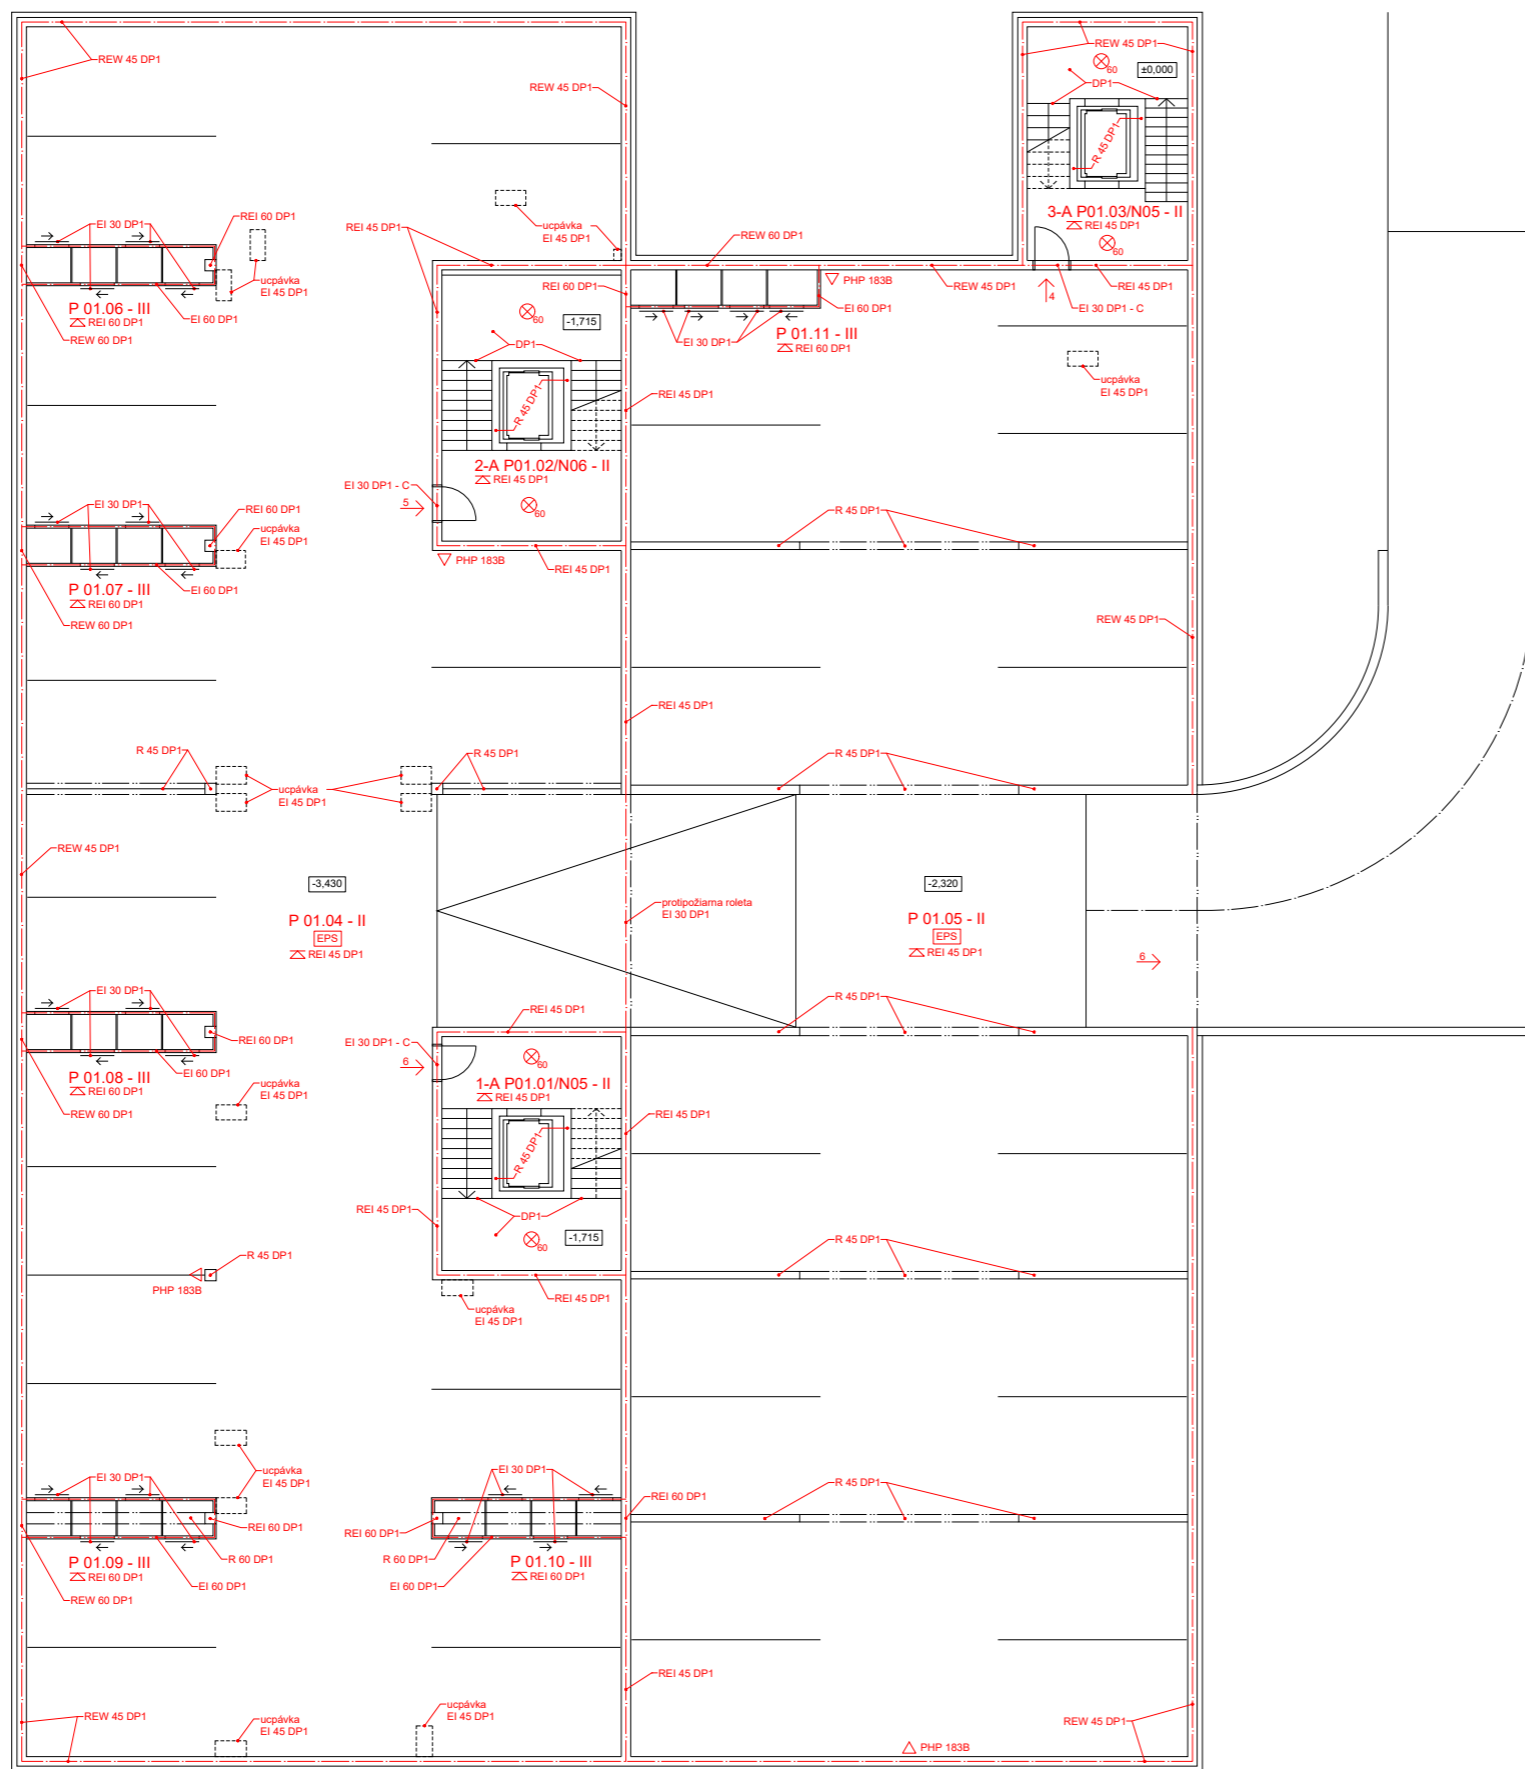 REW 45 DP1
REW 45 DP1
REW 45 DP1
60
±0,000
DP1
R 45 DP1
3-A P01.03/N05 - II
REI 45 DP1
60
REI 60 DP1
EI 30 DP1
ucpávka
EI 45 DP1
REI 45 DP1
REW 60 DP1
ucpávka
EI 45 DP1
REI 60 DP1
PHP 183B
EI 60 DP1
REW 45 DP1
REI 45 DP1
4
EI 30 DP1 - C
P 01.06 - III
REI 60 DP1
EI 60 DP1
REW 60 DP1
60
-1,715
DP1
EI 30 DP1
P 01.11 - III
REI 60 DP1
ucpávka
EI 45 DP1
R 45 DP1
REI 45 DP1
2-A P01.02/N06 - II
REI 45 DP1
EI 30 DP1 - C
5
60
EI 30 DP1
REI 60 DP1
ucpávka
EI 45 DP1
R 45 DP1
PHP 183B
REI 45 DP1
P 01.07 - III
REI 60 DP1
EI 60 DP1
REW 60 DP1
REW 45 DP1
REI 45 DP1
R 45 DP1
R 45 DP1
R 45 DP1
ucpávka
EI 45 DP1
REW 45 DP1
-3,430
-2,320
P 01.04 - II
EPS
REI 45 DP1
protipožiarna roleta
EI 30 DP1
P 01.05 - II
EPS
REI 45 DP1
6
EI 30 DP1
REI 45 DP1
R 45 DP1
REI 60 DP1
EI 30 DP1 - C
6
60
EI 60 DP1
P 01.08 - III
REI 60 DP1
ucpávka
EI 45 DP1
1-A P01.01/N05 - II
REI 45 DP1
REW 60 DP1
REI 45 DP1
R 45 DP1
REI 45 DP1
DP1
60
-1,715
R 45 DP1
R 45 DP1
PHP 183B
REI 45 DP1
ucpávka
EI 45 DP1
EI 30 DP1
ucpávka
EI 45 DP1
EI 30 DP1
R 45 DP1
REI 60 DP1
REI 60 DP1
REI 60 DP1
P 01.09 - III
REI 60 DP1
R 60 DP1
R 60 DP1
P 01.10 - III
REI 60 DP1
EI 60 DP1
EI 60 DP1
REW 60 DP1
REI 45 DP1
REW 45 DP1
ucpávka
EI 45 DP1
ucpávka
EI 45 DP1
REW 45 DP1
PHP 183B